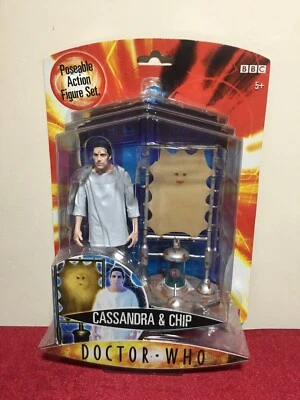 Poseable
Action
Figure Set.
BBC
5+
CASSANDRA & CHIP
DOCTOR • WHO